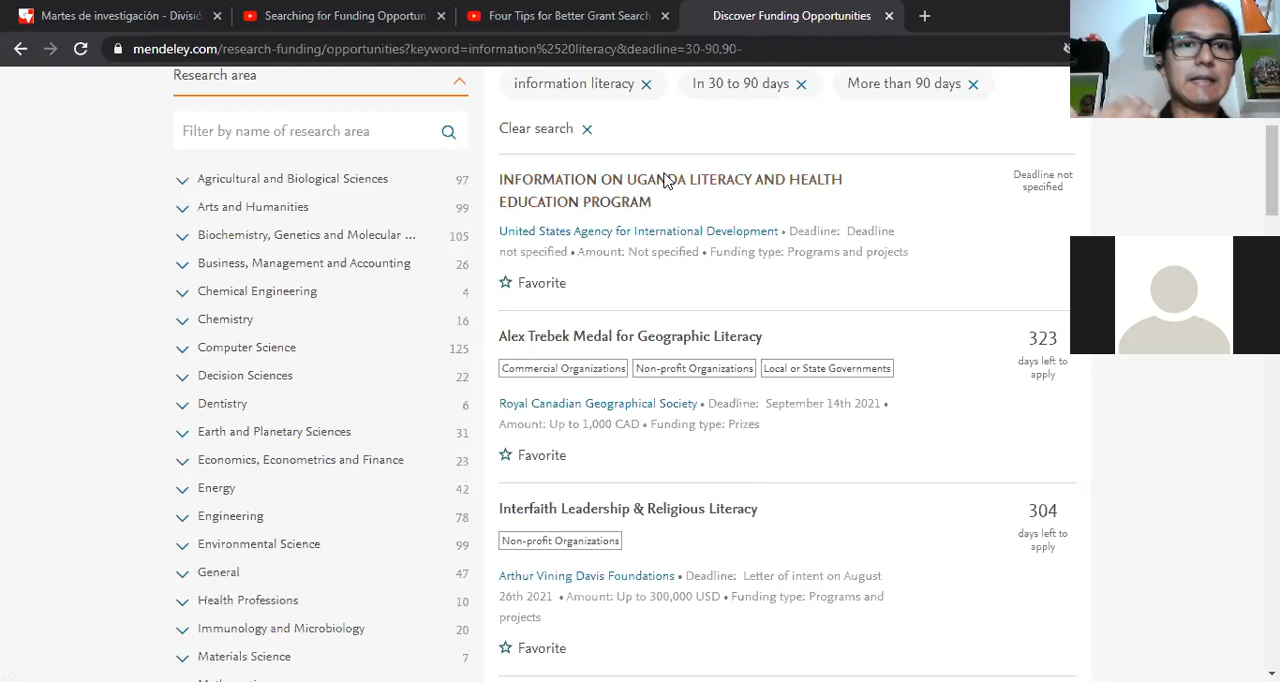 Martes de investigación - Divisió
Searching for Funding Opportun
Four Tips for Better Grant Search
Discover Funding Opportunities
mendeley.com/research-funding/opportunities?keyword=information%2520literacy&deadline=30-90,90-
Research area
Filter by name of research area
Agricultural and Biological Sciences 97
Arts and Humanities 99
Biochemistry, Genetics and Molecular ... 105
Business, Management and Accounting 26
Chemical Engineering 4
Chemistry 16
Computer Science 125
Decision Sciences 22
Dentistry 6
Earth and Planetary Sciences 31
Economics, Econometrics and Finance 23
Energy 42
Engineering 78
Environmental Science 99
General 47
Health Professions 10
Immunology and Microbiology 20
Materials Science 7
information literacy
In 30 to 90 days
More than 90 days
Clear search
INFORMATION ON UGANDA LITERACY AND HEALTH
EDUCATION PROGRAM
Deadline not
specified
United States Agency for International Development • Deadline: Deadline
not specified • Amount: Not specified • Funding type: Programs and projects
Favorite
Alex Trebek Medal for Geographic Literacy
323
days left to
apply
Commercial Organizations
Non-profit Organizations
Local or State Governments
Royal Canadian Geographical Society • Deadline: September 14th 2021 •
Amount: Up to 1,000 CAD • Funding type: Prizes
Favorite
Interfaith Leadership & Religious Literacy
304
days left to
apply
Non-profit Organizations
Arthur Vining Davis Foundations • Deadline: Letter of intent on August
26th 2021 • Amount: Up to 300,000 USD • Funding type: Programs and
projects
Favorite